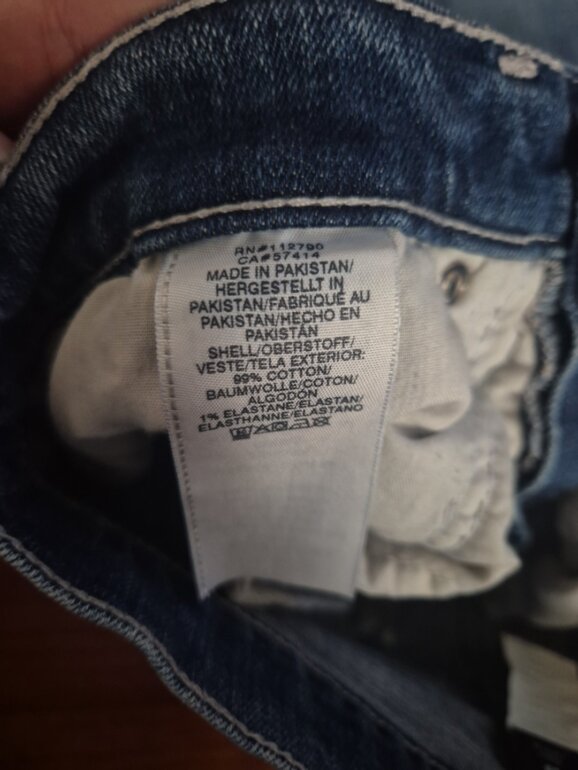 RN#112790
CA#57414
MADE IN PAKISTAN/
HERGESTELLT IN
PAKISTAN/FABRIQUÉ AU
PAKISTAN/HECHO EN
PAKISTÁN
SHELL/OBERSTOFF/
VESTE/TELA EXTERIOR:
99% COTTON/
BAUMWOLLE/COTON/
ALGODÓN
1% ELASTANE/ELASTAN/
ELASTHANNE/ELASTANO